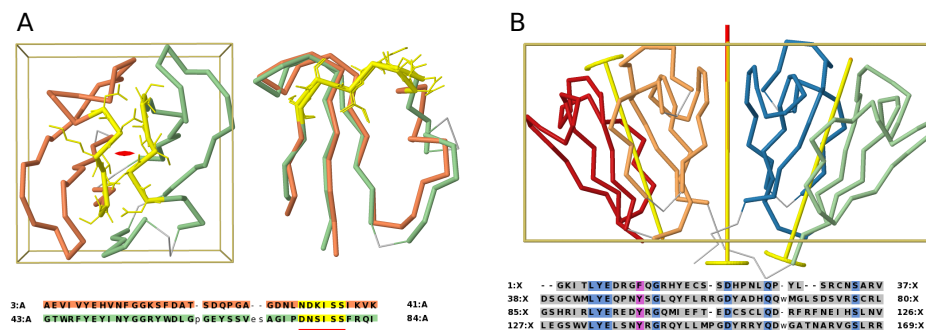 A
B
3:A AEVIVYEHVNFGGKSFDAT-SDQPGA--GDNLNDKISSIKVK 41:A
43:A GTWRFYEYINYGGRYWDLGpGEYSSVesAGIPDNSISSFRQI 84:A
1:X --GKITLYEDRGFQGRHYECS-SDHPNLQP-YL--SRCNSARV 37:X
38:X DSGCWMLYEQPNYSGLQYFLRRGDYADHQQwMGLSDSVRSCRL 80:X
85:X GSHRIRLYEREDYRGQMIEFT-EDCSCLQD-RFRFNEIHSLNV 126:X
127:X LEGSWVLYELSNYRGRQYLLMPGDYRRYQDwGATNARVGSLRR 169:X